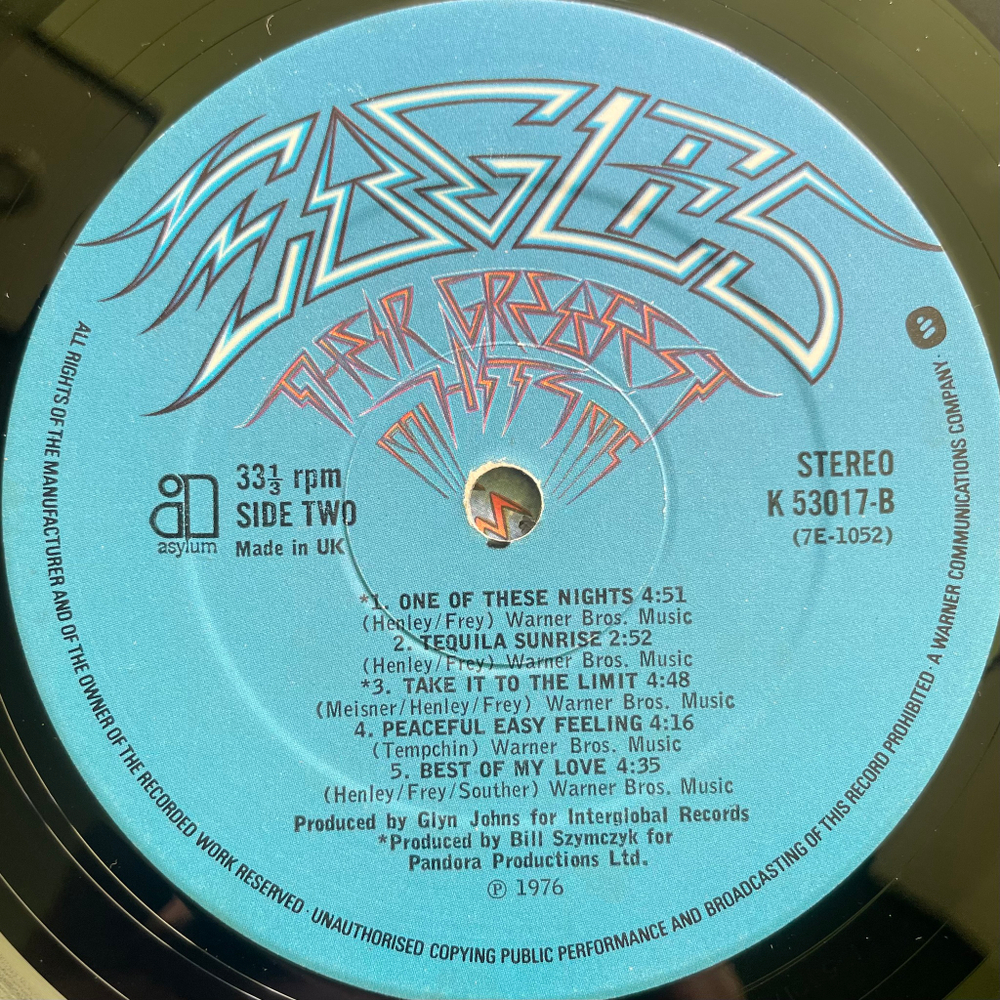 EAGLES
THEIR GREATEST
HITS
33⅓ rpm
SIDE TWO
asylum
Made in UK
STEREO
K 53017-B
(7E-1052)
*1. ONE OF THESE NIGHTS 4:51
(Henley/Frey) Warner Bros. Music
2. TEQUILA SUNRISE 2:52
(Henley/Frey) Warner Bros. Music
*3. TAKE IT TO THE LIMIT 4:48
(Meisner/Henley/Frey) Warner Bros. Music
4. PEACEFUL EASY FEELING 4:16
(Tempchin) Warner Bros. Music
5. BEST OF MY LOVE 4:35
(Henley/Frey/Souther) Warner Bros. Music
Produced by Glyn Johns for Interglobal Records
*Produced by Bill Szymczyk for
Pandora Productions Ltd.
℗ 1976
ALL RIGHTS OF THE MANUFACTURER AND OF THE OWNER OF THE RECORDED WORK RESERVED · UNAUTHORISED COPYING PUBLIC PERFORMANCE AND BROADCASTING OF THIS RECORD PROHIBITED · A WARNER COMMUNICATIONS COMPANY ·